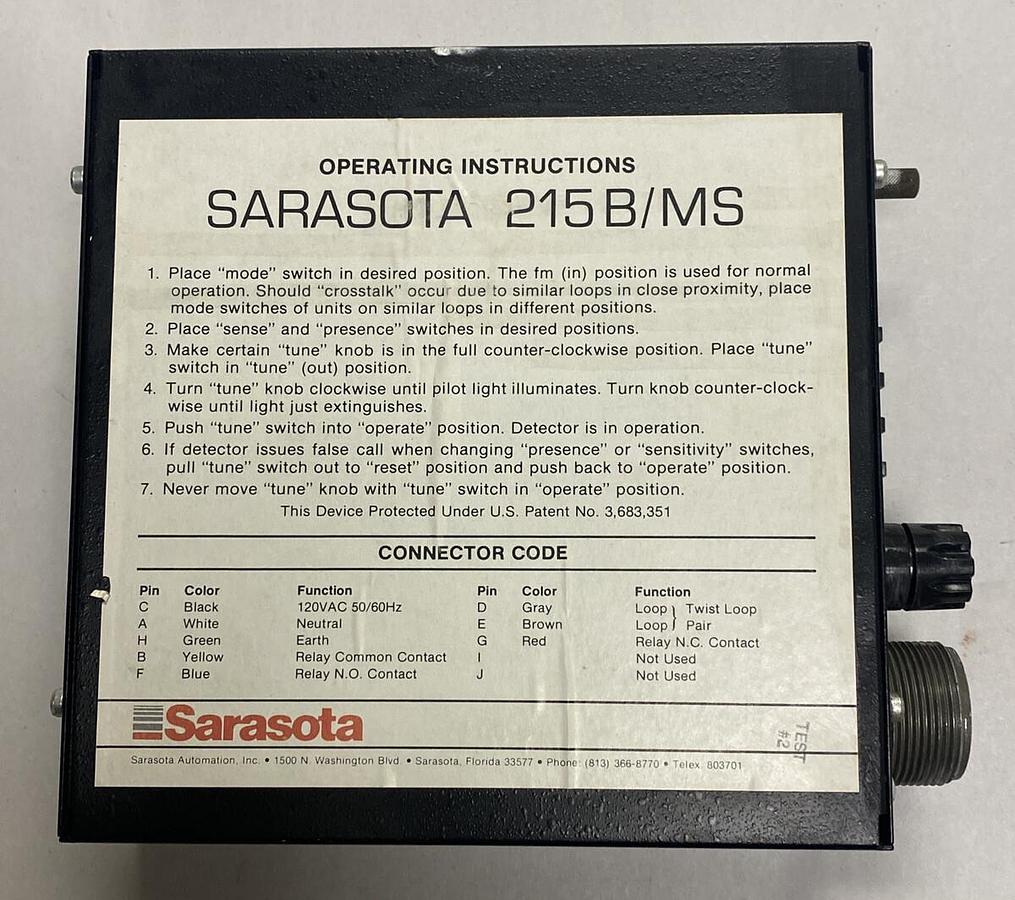 OPERATING INSTRUCTIONS
SARASOTA 215B/MS
1. Place “mode” switch in desired position. The fm (in) position is used for normal
operation. Should “crosstalk” occur due to similar loops in close proximity, place
mode switches of units on similar loops in different positions.
2. Place “sense” and “presence” switches in desired positions.
3. Make certain “tune” knob is in the full counter-clockwise position. Place “tune”
switch in “tune” (out) position.
4. Turn “tune” knob clockwise until pilot light illuminates. Turn knob counter-clock-
wise until light just extinguishes.
5. Push “tune” switch into “operate” position. Detector is in operation.
6. If detector issues false call when changing “presence” or “sensitivity” switches,
pull “tune” switch out to “reset” position and push back to “operate” position.
7. Never move “tune” knob with “tune” switch in “operate” position.
This Device Protected Under U.S. Patent No. 3,683,351
CONNECTOR CODE
Pin Color Function Pin Color Function
C Black 120VAC 50/60Hz D Gray Loop } Twist Loop
A White Neutral E Brown Loop } Pair
H Green Earth G Red Relay N.C. Contact
B Yellow Relay Common Contact I Not Used
F Blue Relay N.O. Contact J Not Used
Sarasota
TEST
#2
Sarasota Automation, Inc. • 1500 N. Washington Blvd. • Sarasota, Florida 33577 • Phone: (813) 366-8770 • Telex. 803701